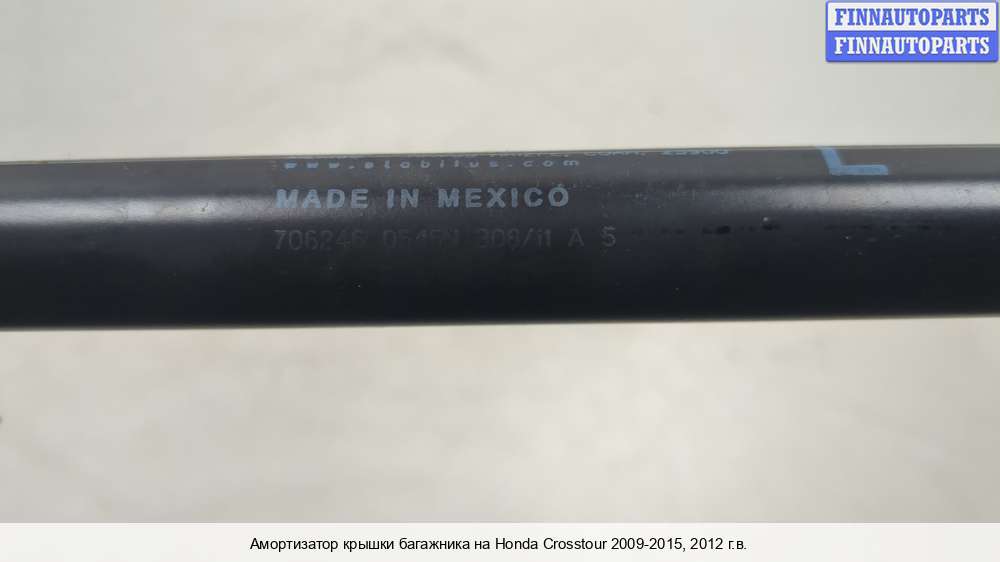 FINNAUTOPARTS
FINNAUTOPARTS
www.stabilus.com
MADE IN MEXICO
L
706246 0545N 308/11 A 5
Амортизатор крышки багажника на Honda Crosstour 2009-2015, 2012 г.в.